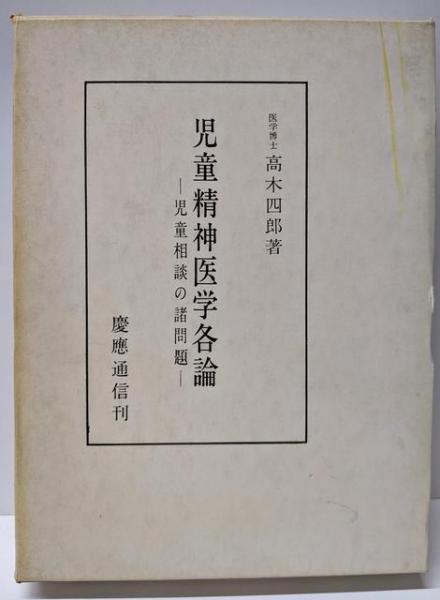 医学博士 高木四郎著
児童精神医学各論
―児童相談の諸問題―
慶應通信刊